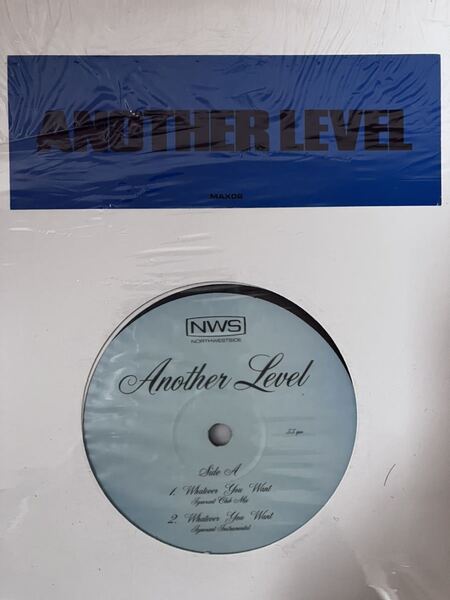 ANOTHER LEVEL
MAX06
NWS
NORTHWESTSIDE
Another Level
33 rpm
Side A
1. Whatever You Want
Ignorant Club Mix
2. Whatever You Want
Ignorant Instrumental